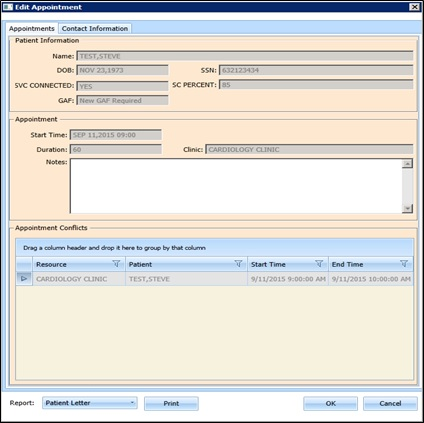 Edit Appointment
Appointments Contact Information
Patient Information
Name: TEST,STEVE
DOB: NOV 23,1973 SSN: 632123434
SVC CONNECTED: YES SC PERCENT: 85
GAF: New GAF Required
Appointment
Start Time: SEP 11,2015 09:00
Duration: 60 Clinic: CARDIOLOGY CLINIC
Notes:
Appointment Conflicts
Drag a column header and drop it here to group by that column
Resource Patient Start Time End Time
CARDIOLOGY CLINIC TEST,STEVE 9/11/2015 9:00:00 AM 9/11/2015 10:00:00 AM
Report: Patient Letter Print OK Cancel